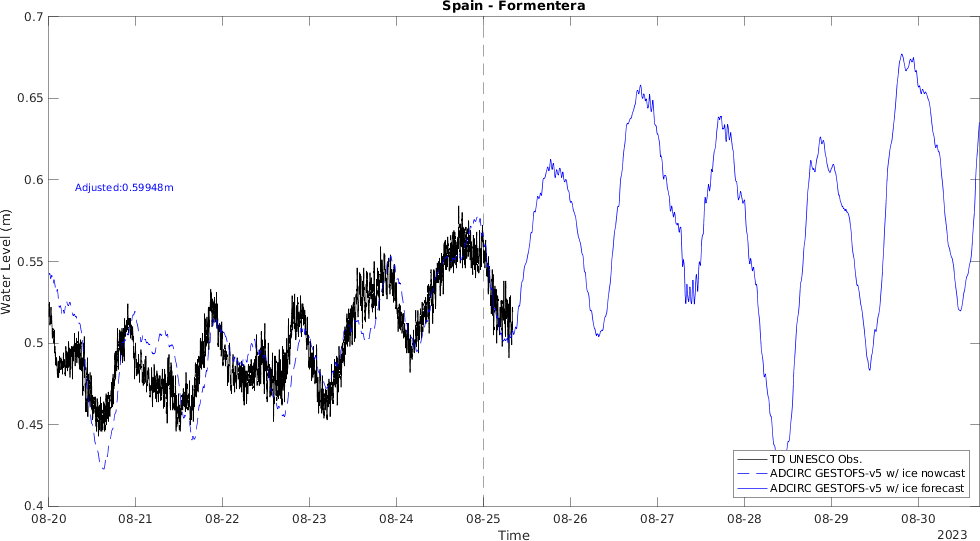 Spain - Formentera
0.7
0.65
0.6
0.55
0.5
0.45
0.4
Water Level (m)
Adjusted:0.59948m
TD UNESCO Obs.
ADCIRC GESTOFS-v5 w/ ice nowcast
ADCIRC GESTOFS-v5 w/ ice forecast
08-20 08-21 08-22 08-23 08-24 08-25 08-26 08-27 08-28 08-29 08-30
Time
2023